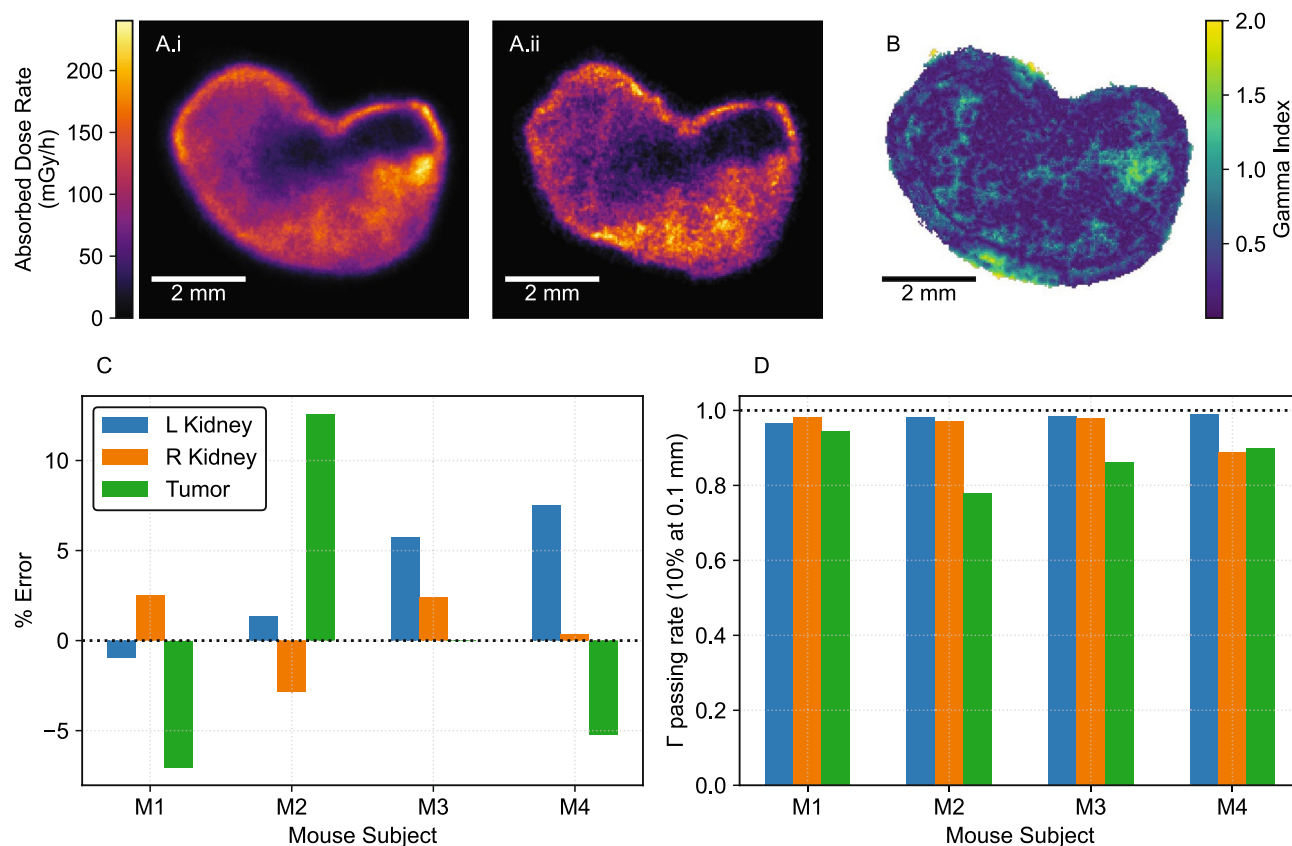 A.i
A.ii
B
Absorbed Dose Rate
(mGy/h)
200
150
100
50
0
2 mm
2 mm
2 mm
2.0
1.5
1.0
0.5
Gamma Index
C
L Kidney
R Kidney
Tumor
% Error
10
5
0
−5
M1 M2 M3 M4
Mouse Subject
D
Γ passing rate (10% at 0.1 mm)
1.0
0.8
0.6
0.4
0.2
0.0
M1 M2 M3 M4
Mouse Subject